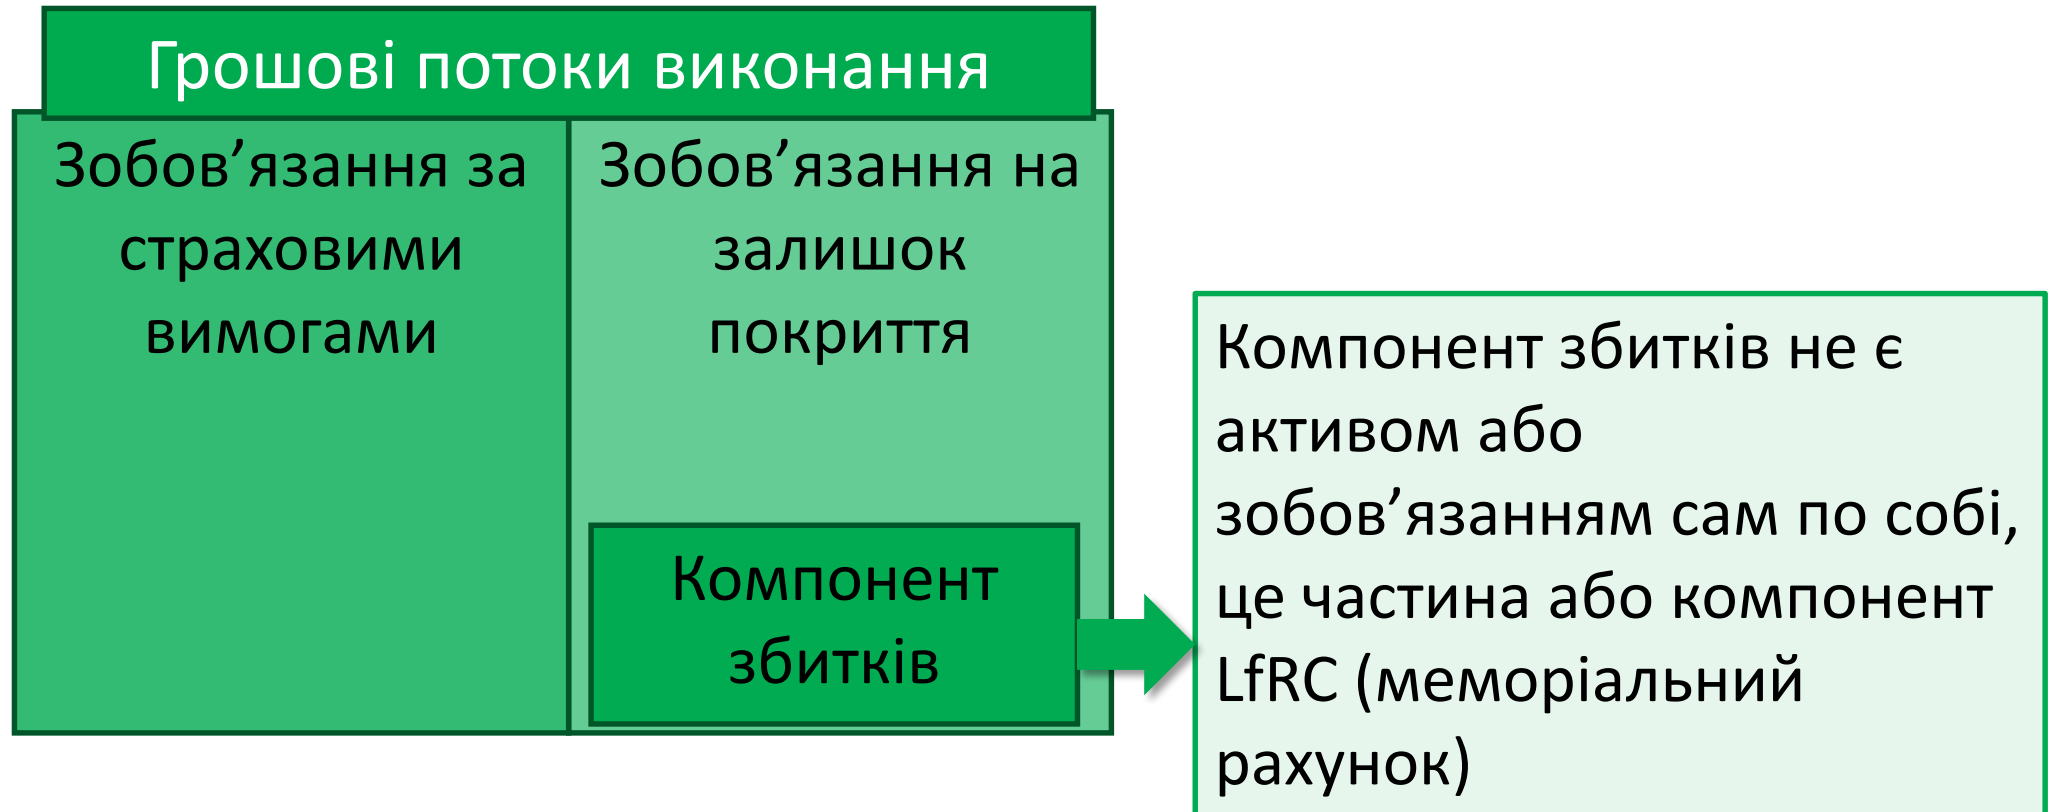 Грошові потоки виконання
Зобов’язання за
страховими
вимогами
Зобов’язання на
залишок
покриття
Компонент
збитків
Компонент збитків не є
активом або
зобов’язанням сам по собі,
це частина або компонент
LfRC (меморіальний
рахунок)